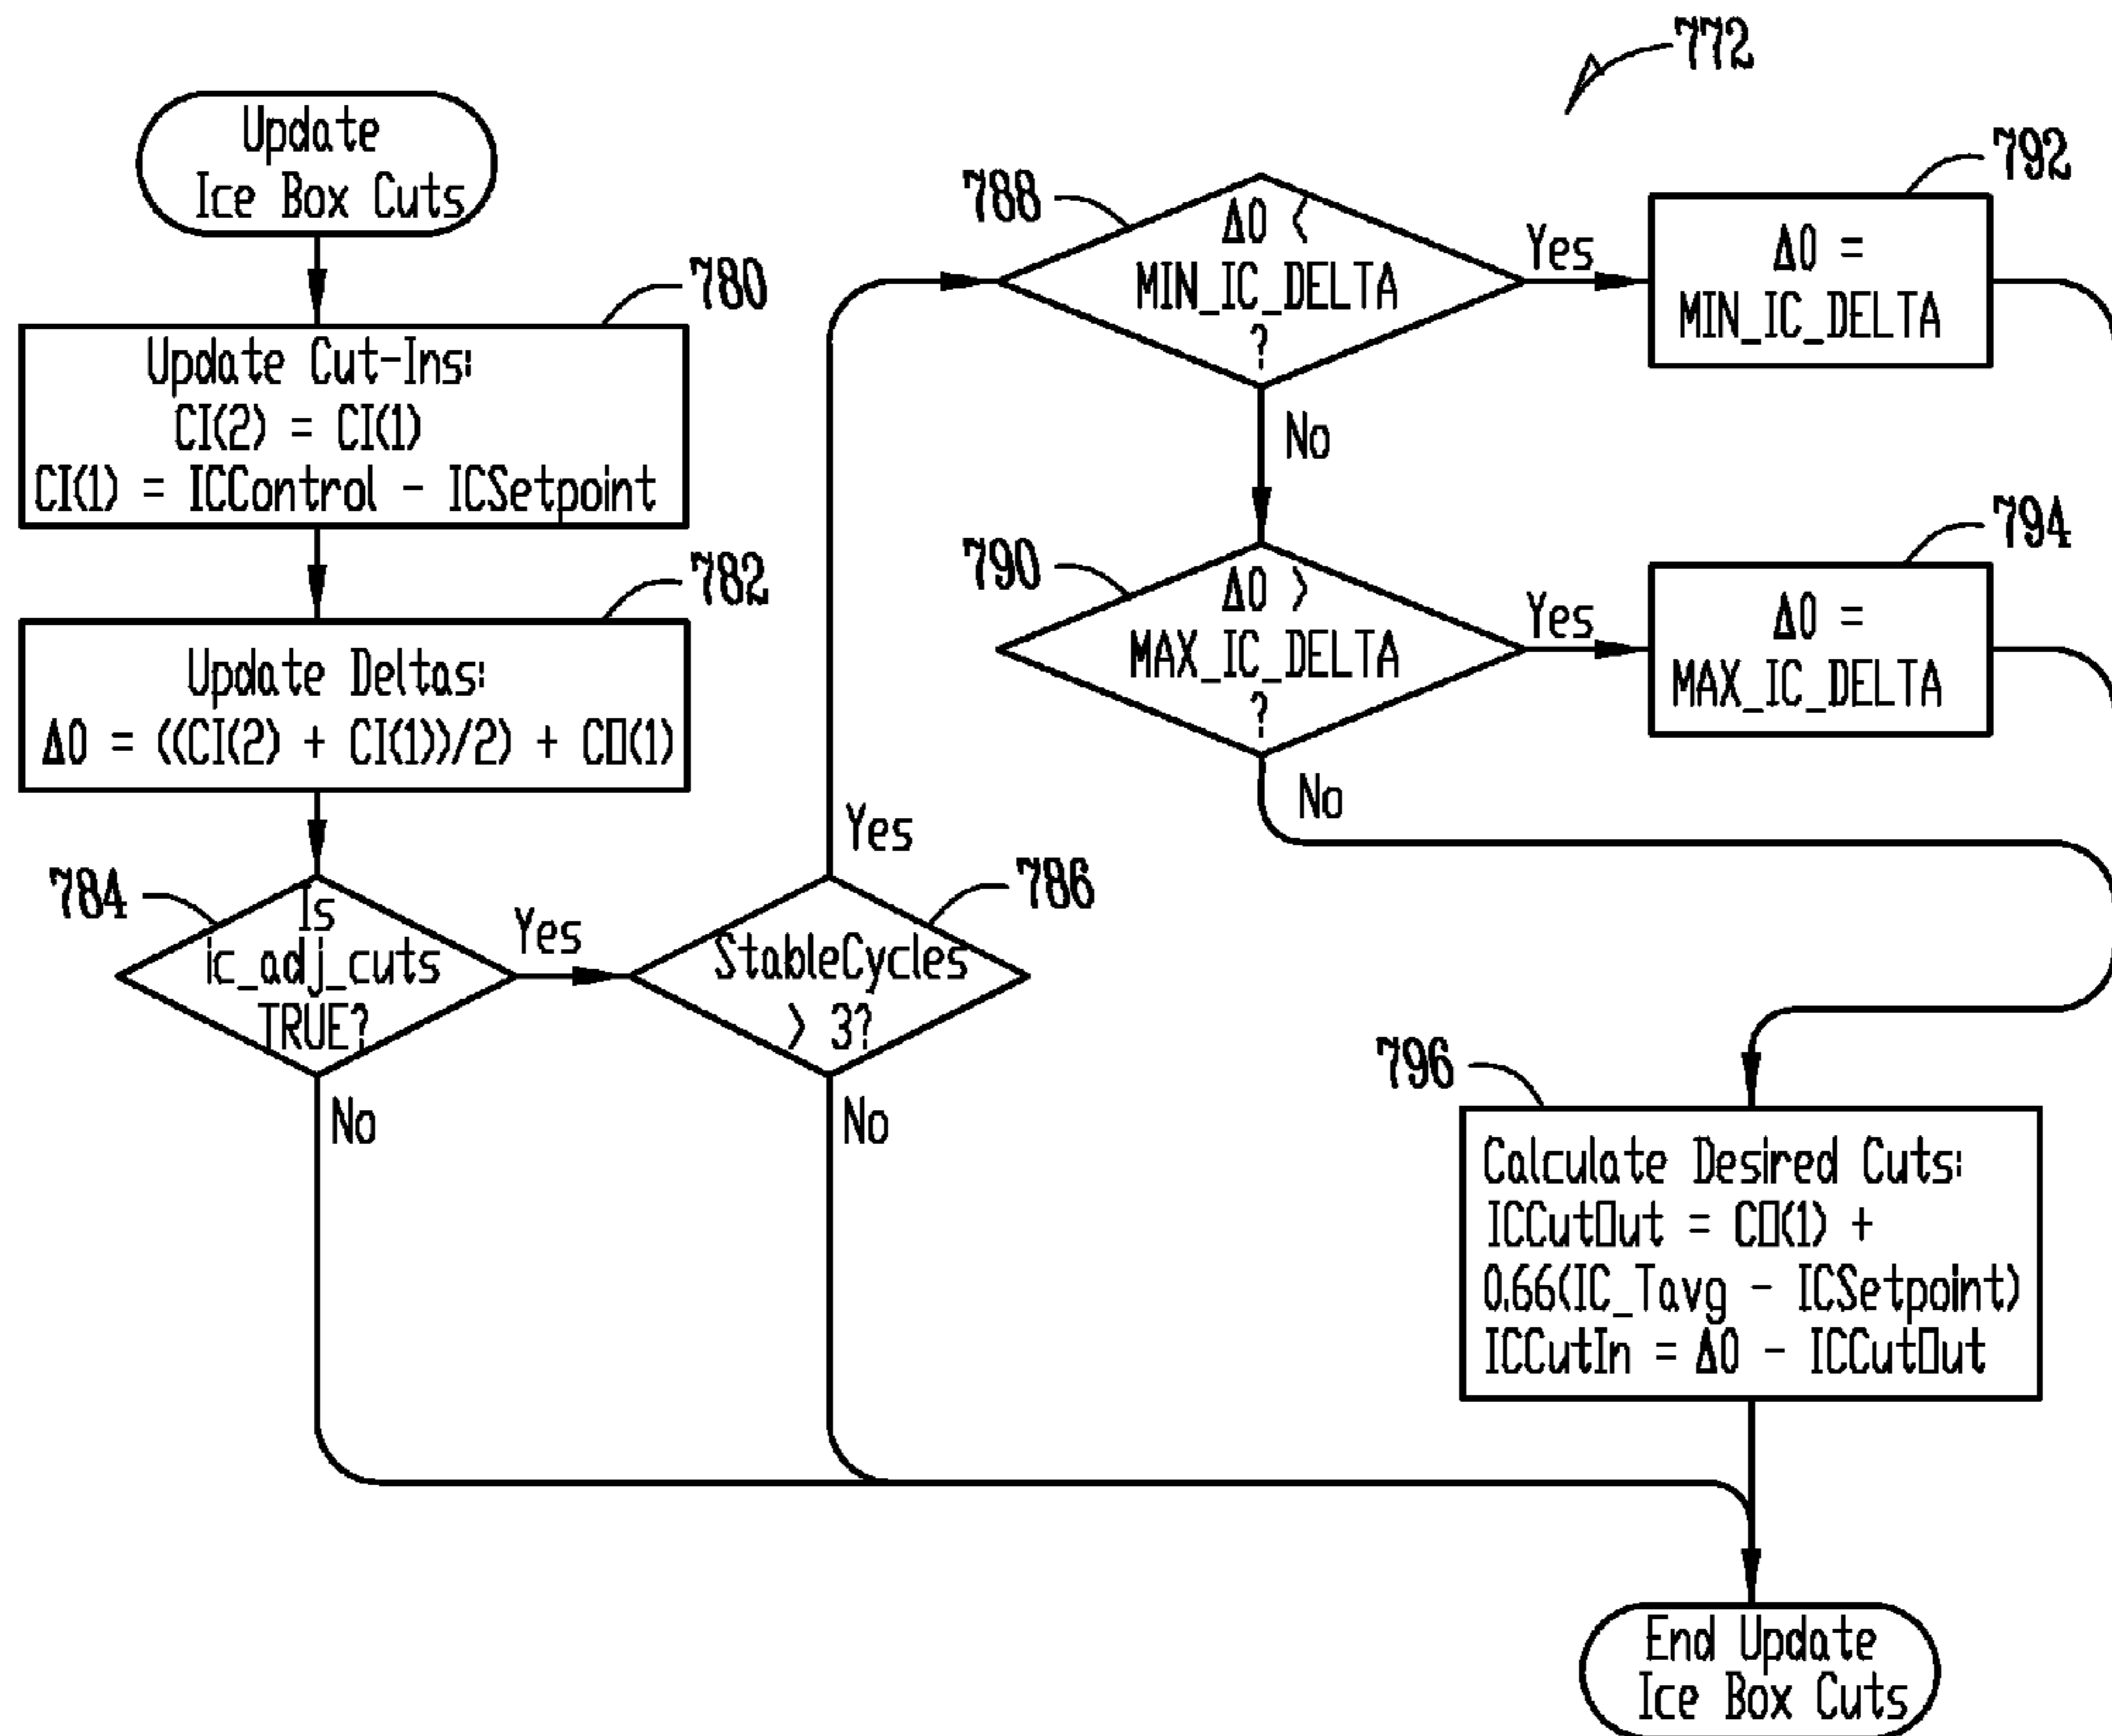 772
Update
Ice Box Cuts
780
Update Cut-Ins:
CI(2) = CI(1)
CI(1) = ICControl - ICSetpoint
782
Update Deltas:
Δ0 = ((CI(2) + CI(1))/2) + CO(1)
784
Is
ic_adj_cuts
TRUE?
Yes
No
786
StableCycles
> 3?
Yes
No
788
Δ0 <
MIN_IC_DELTA
?
Yes
No
792
Δ0 =
MIN_IC_DELTA
790
Δ0 >
MAX_IC_DELTA
?
Yes
No
794
Δ0 =
MAX_IC_DELTA
796
Calculate Desired Cuts:
ICCutOut = CO(1) +
0.66(IC_Tavg - ICSetpoint)
ICCutIn = Δ0 - ICCutOut
End Update
Ice Box Cuts